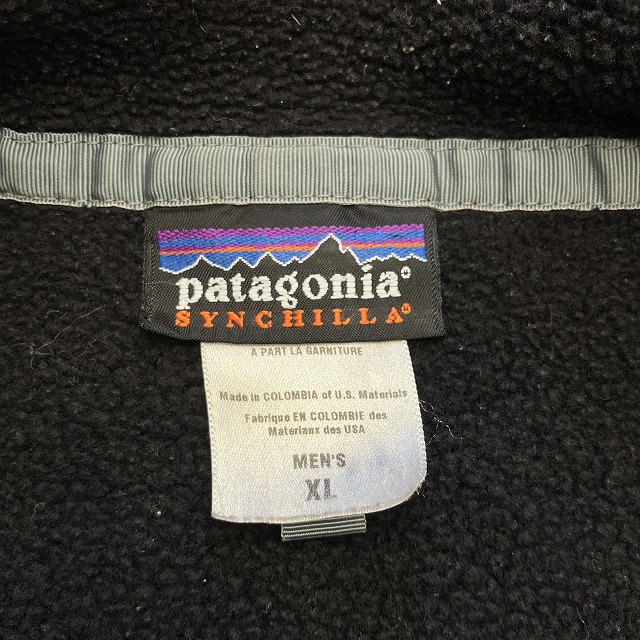 patagonia®
SYNCHILLA®
A PART LA GARNITURE
Made in COLOMBIA of U.S. Materials
Fabrique EN COLOMBIE des
Materiaux des USA
MEN'S
XL